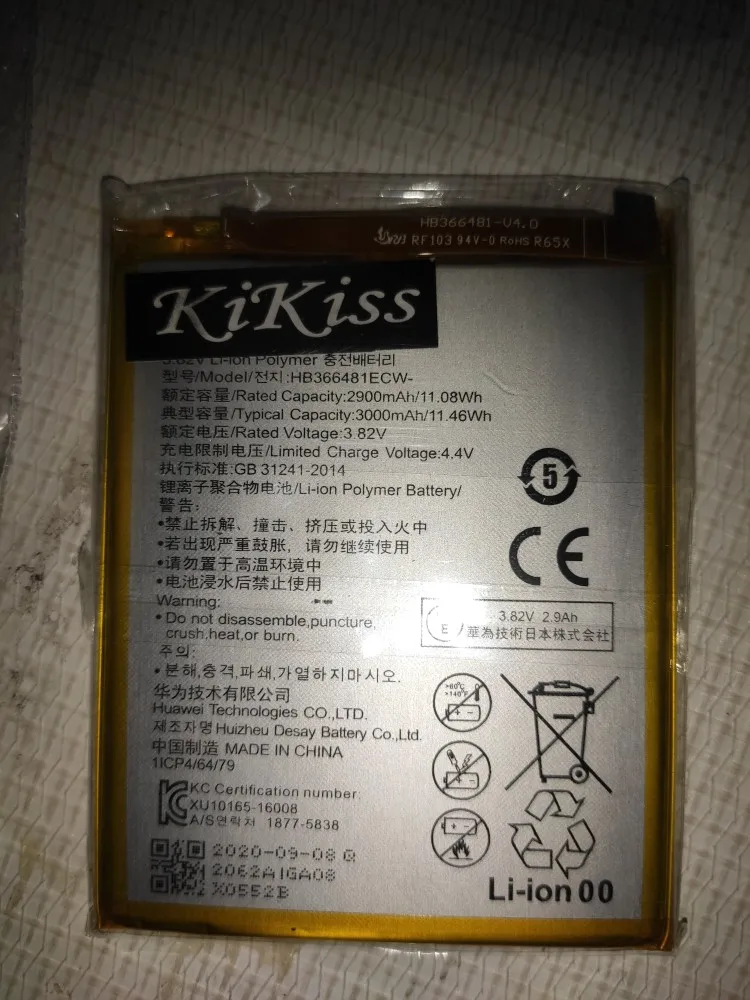 HB366481-V4.0
RF103 94V-0 RoHS R65X
KiKiss
3.82V Li-ion Polymer 충전배터리
型号/Model/전지:HB366481ECW-
额定容量/Rated Capacity:2900mAh/11.08Wh
典型容量/Typical Capacity:3000mAh/11.46Wh
额定电压/Rated Voltage:3.82V
充电限制电压/Limited Charge Voltage:4.4V
执行标准:GB 31241-2014
锂离子聚合物电池/Li-ion Polymer Battery/
警告:
•禁止拆解、撞击、挤压或投入火中
•若出现严重鼓胀，请勿继续使用
•请勿置于高温环境中
•电池浸水后禁止使用
Warning:
• Do not disassemble,puncture,
crush,heat,or burn.
주의:
• 분해,충격,파쇄,가열하지마시오.
华为技术有限公司
Huawei Technologies CO.,LTD.
제조자명 Huizhou Desay Battery Co.,Ltd.
中国制造 MADE IN CHINA
1ICP4/64/79
KC Certification number:
XU10165-16008
A/S연락처 1877-5838
2020-09-08 Q
2062AIGA08
X0552B
5
CE
E
3.82V 2.9Ah
華為技術日本株式会社
>60℃
>140℉
Li-ion 00